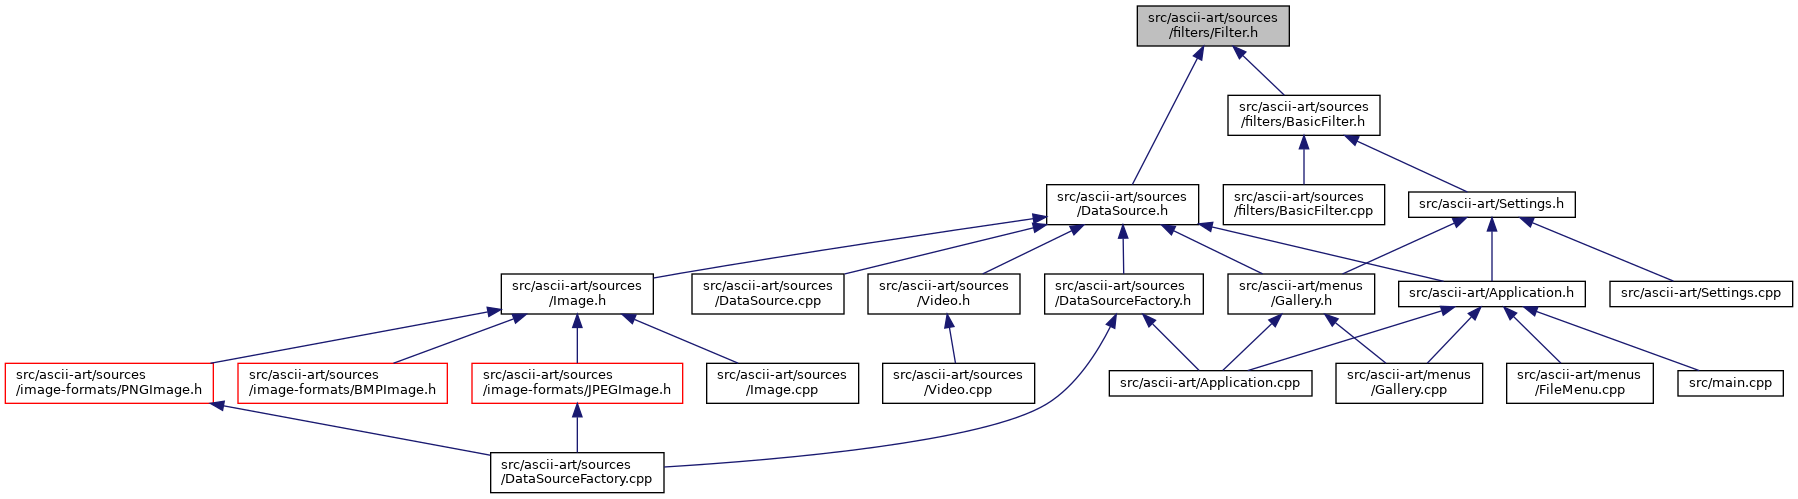 src/ascii-art/sources
/filters/Filter.h
src/ascii-art/sources
/filters/BasicFilter.h
src/ascii-art/sources
/DataSource.h
src/ascii-art/sources
/filters/BasicFilter.cpp
src/ascii-art/Settings.h
src/ascii-art/sources
/Image.h
src/ascii-art/sources
/DataSource.cpp
src/ascii-art/sources
/Video.h
src/ascii-art/sources
/DataSourceFactory.h
src/ascii-art/menus
/Gallery.h
src/ascii-art/Application.h
src/ascii-art/Settings.cpp
src/ascii-art/sources
/image-formats/PNGImage.h
src/ascii-art/sources
/image-formats/BMPImage.h
src/ascii-art/sources
/image-formats/JPEGImage.h
src/ascii-art/sources
/Image.cpp
src/ascii-art/sources
/Video.cpp
src/ascii-art/Application.cpp
src/ascii-art/menus
/Gallery.cpp
src/ascii-art/menus
/FileMenu.cpp
src/main.cpp
src/ascii-art/sources
/DataSourceFactory.cpp